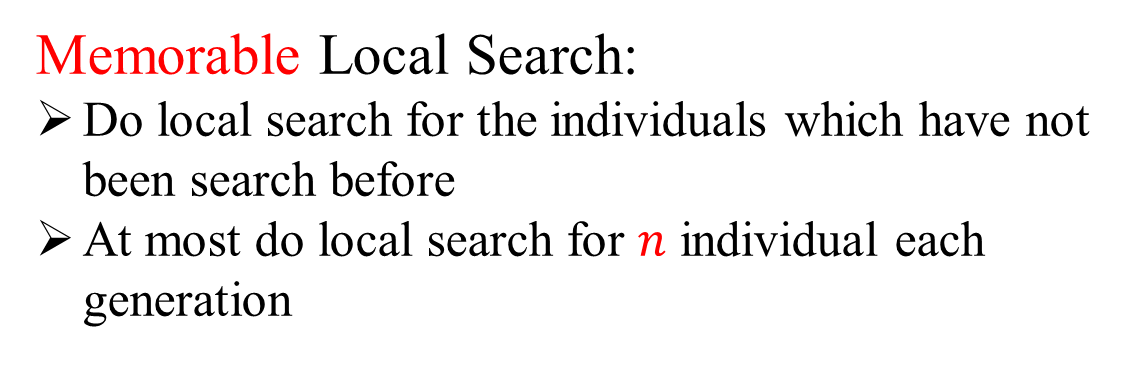 Memorable Local Search:
➢ Do local search for the individuals which have not
been search before
➢ At most do local search for n individual each
generation